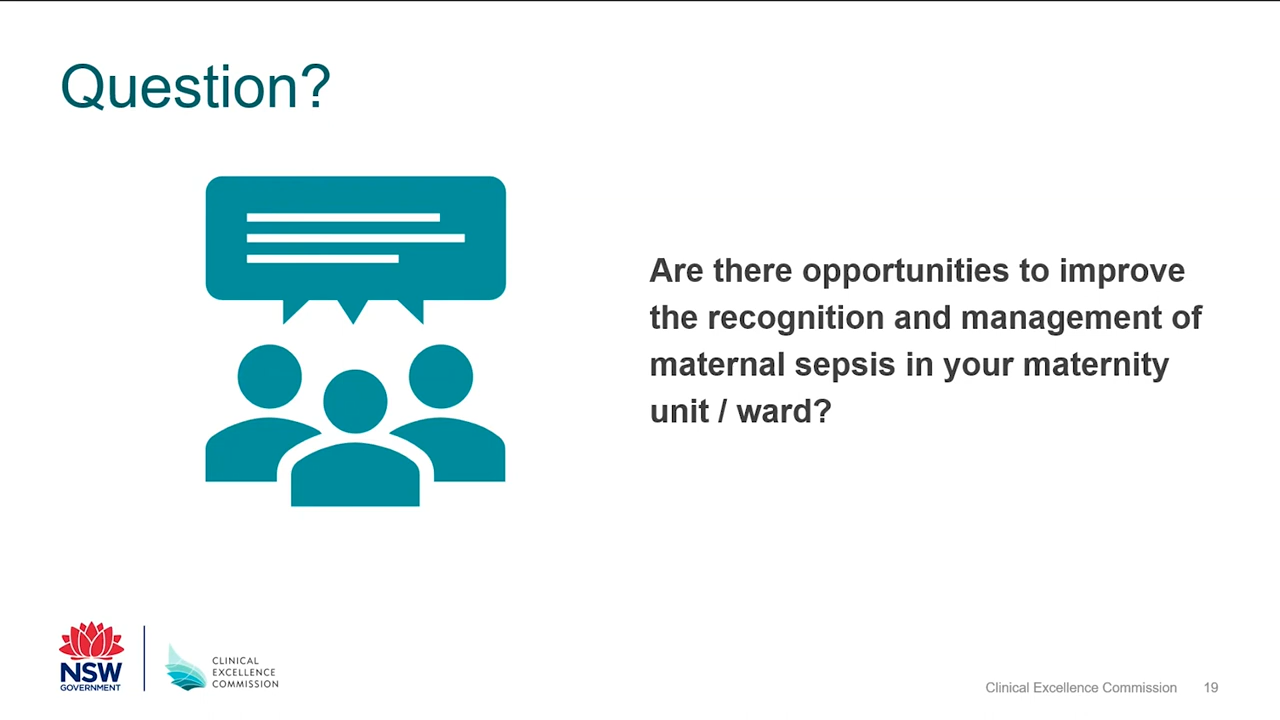 Question?
Are there opportunities to improve
the recognition and management of
maternal sepsis in your maternity
unit / ward?
NSW
GOVERNMENT
CLINICAL
EXCELLENCE
COMMISSION
Clinical Excellence Commission 19